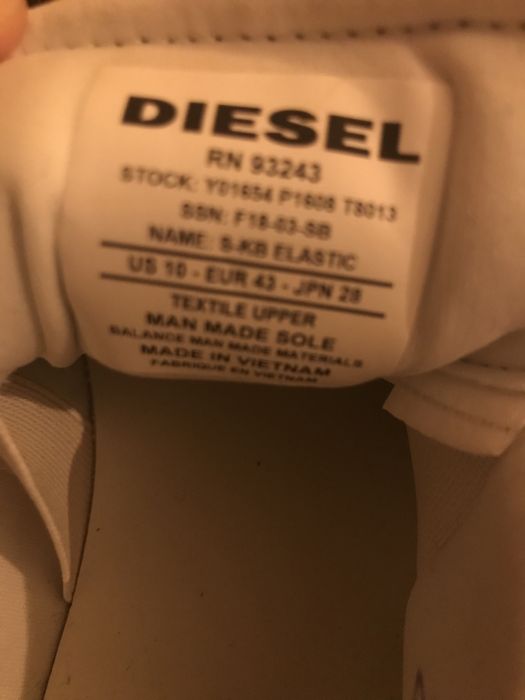 DIESEL
RN 93243
STOCK: Y01654 P1608 T8013
SSN: F18-03-SB
NAME: S-KB ELASTIC
US 10 - EUR 43 - JPN 28
TEXTILE UPPER
MAN MADE SOLE
BALANCE MAN MADE MATERIALS
MADE IN VIETNAM
FABRIQUE EN VIETNAM